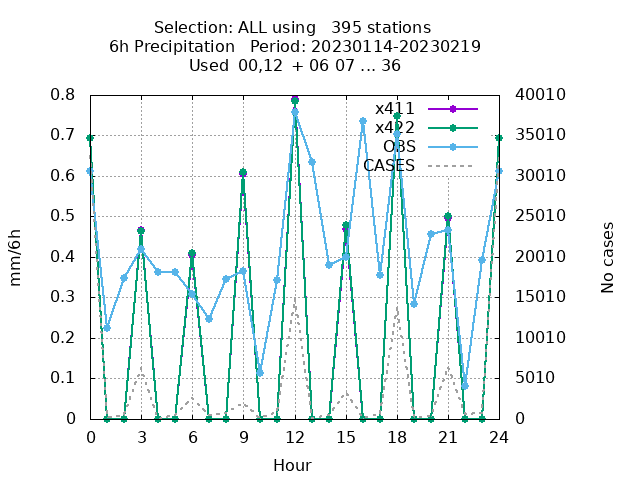 Selection: ALL using   395 stations
6h Precipitation   Period: 20230114-20230219
Used  00,12  + 06 07 ... 36
0.8
0.7
0.6
0.5
0.4
0.3
0.2
0.1
0
40010
35010
30010
25010
20010
15010
10010
5010
0
x411
x422
OBS
CASES
mm/6h
No cases
0 3 6 9 12 15 18 21 24
Hour